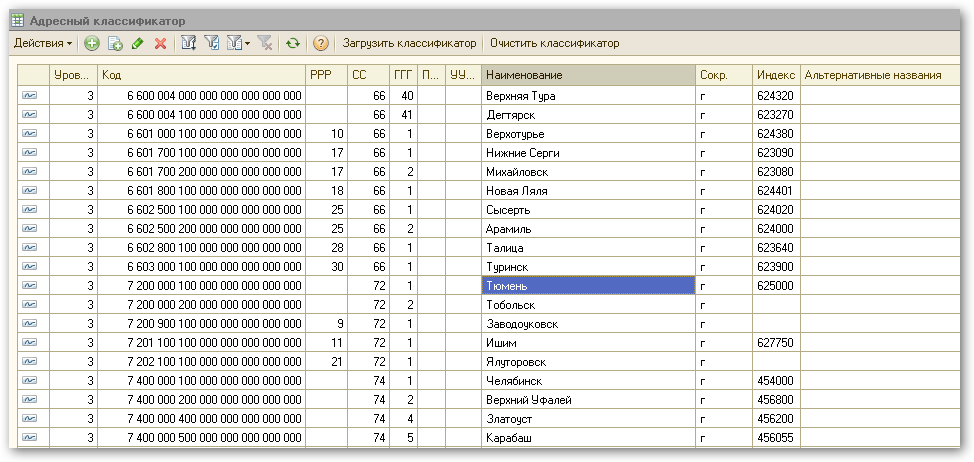 Адресный классификатор
Действия Загрузить классификатор Очистить классификатор
Уров... Код РРР СС ГГГ П... УУ... Наименование Сокр. Индекс Альтернативные названия
3 6 600 004 000 000 000 000 000 000 66 40 Верхняя Тура г 624320
3 6 600 004 100 000 000 000 000 000 66 41 Дегтярск г 623270
3 6 601 000 100 000 000 000 000 000 10 66 1 Верхотурье г 624380
3 6 601 700 100 000 000 000 000 000 17 66 1 Нижние Серги г 623090
3 6 601 700 200 000 000 000 000 000 17 66 2 Михайловск г 623080
3 6 601 800 100 000 000 000 000 000 18 66 1 Новая Ляля г 624401
3 6 602 500 100 000 000 000 000 000 25 66 1 Сысерть г 624020
3 6 602 500 200 000 000 000 000 000 25 66 2 Арамиль г 624000
3 6 602 800 100 000 000 000 000 000 28 66 1 Талица г 623640
3 6 603 000 100 000 000 000 000 000 30 66 1 Туринск г 623900
3 7 200 000 100 000 000 000 000 000 72 1 Тюмень г 625000
3 7 200 000 200 000 000 000 000 000 72 2 Тобольск г
3 7 200 900 100 000 000 000 000 000 9 72 1 Заводоуковск г
3 7 201 100 100 000 000 000 000 000 11 72 1 Ишим г 627750
3 7 202 100 100 000 000 000 000 000 21 72 1 Ялуторовск г
3 7 400 000 100 000 000 000 000 000 74 1 Челябинск г 454000
3 7 400 000 200 000 000 000 000 000 74 2 Верхний Уфалей г 456800
3 7 400 000 400 000 000 000 000 000 74 4 Златоуст г 456200
3 7 400 000 500 000 000 000 000 000 74 5 Карабаш г 456055